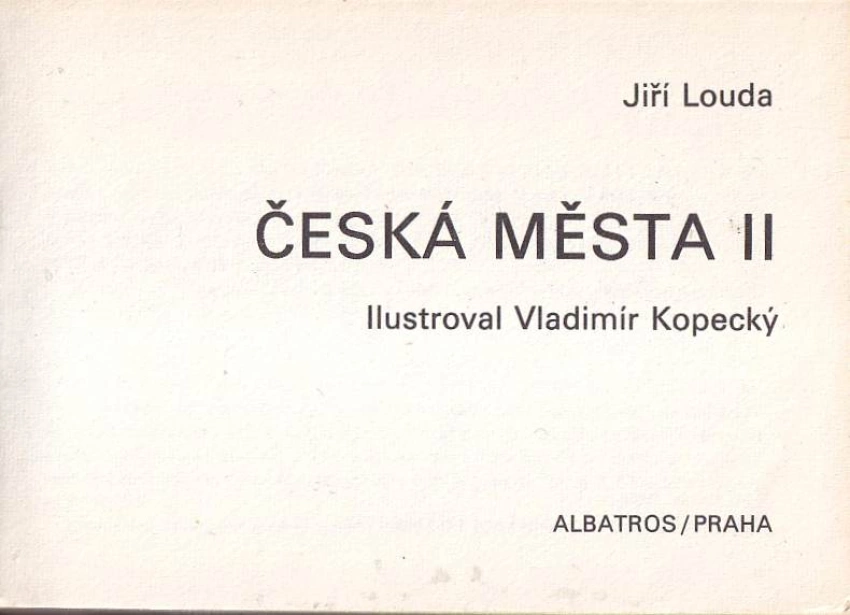 Jiří Louda
ČESKÁ MĚSTA II
Ilustroval Vladimír Kopecký
ALBATROS/PRAHA